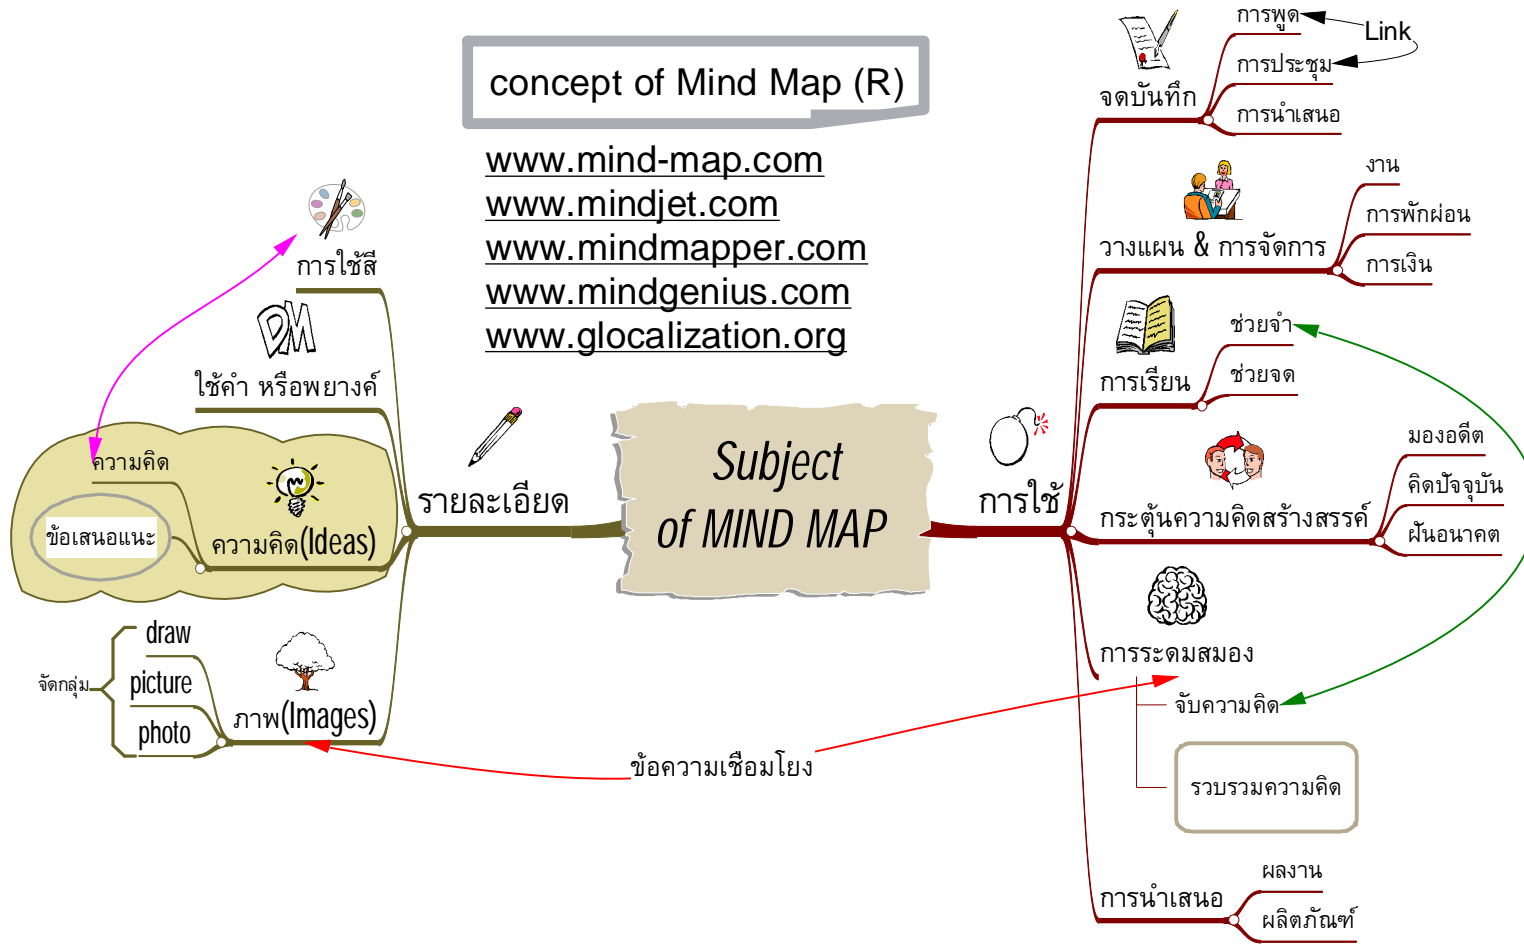 concept of Mind Map (R)
www.mind-map.com
www.mindjet.com
www.mindmapper.com
www.mindgenius.com
www.glocalization.org
Subject
of MIND MAP
การใช้
จดบันทึก
การพูด
การประชุม
การนำเสนอ
Link
วางแผน & การจัดการ
งาน
การพักผ่อน
การเงิน
การเรียน
ช่วยจำ
ช่วยจด
กระตุ้นความคิดสร้างสรรค์
มองอดีต
คิดปัจจุบัน
ฝันอนาคต
การระดมสมอง
จับความคิด
รวบรวมความคิด
การนำเสนอ
ผลงาน
ผลิตภัณฑ์
รายละเอียด
การใช้สี
DM
ใช้คำ หรือพยางค์
ความคิด(Ideas)
ความคิด
ข้อเสนอแนะ
ภาพ(Images)
draw
picture
photo
จัดกลุ่ม
ข้อความเชื่อมโยง